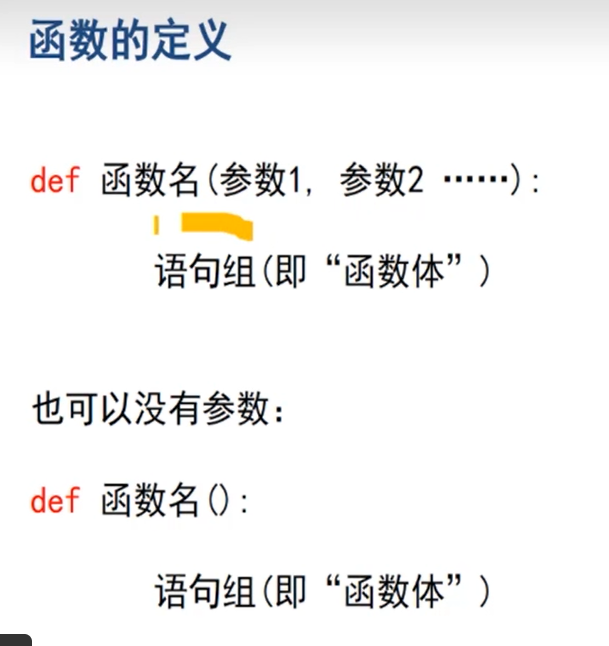 函数的定义
def 函数名(参数1, 参数2 ……):
语句组(即“函数体”)
也可以没有参数:
def 函数名():
语句组(即“函数体”)